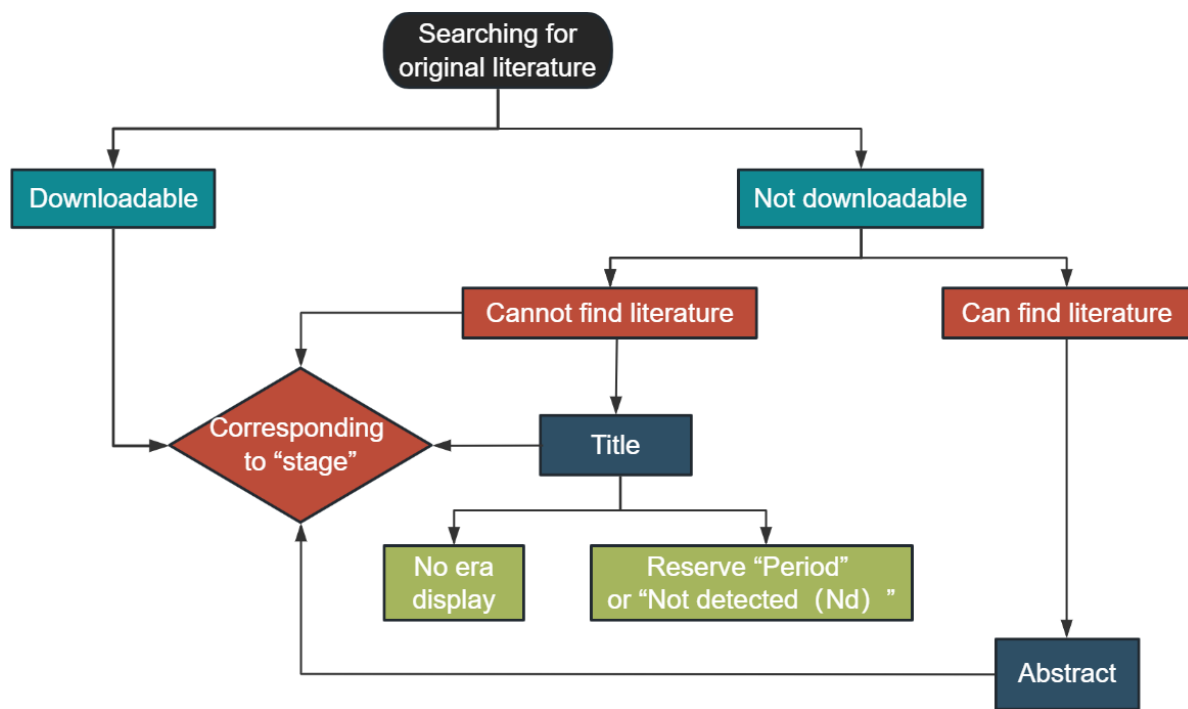 Searching for
original literature
Downloadable
Not downloadable
Cannot find literature
Can find literature
Corresponding
to “stage”
Title
No era
display
Reserve “Period”
or “Not detected（Nd）”
Abstract